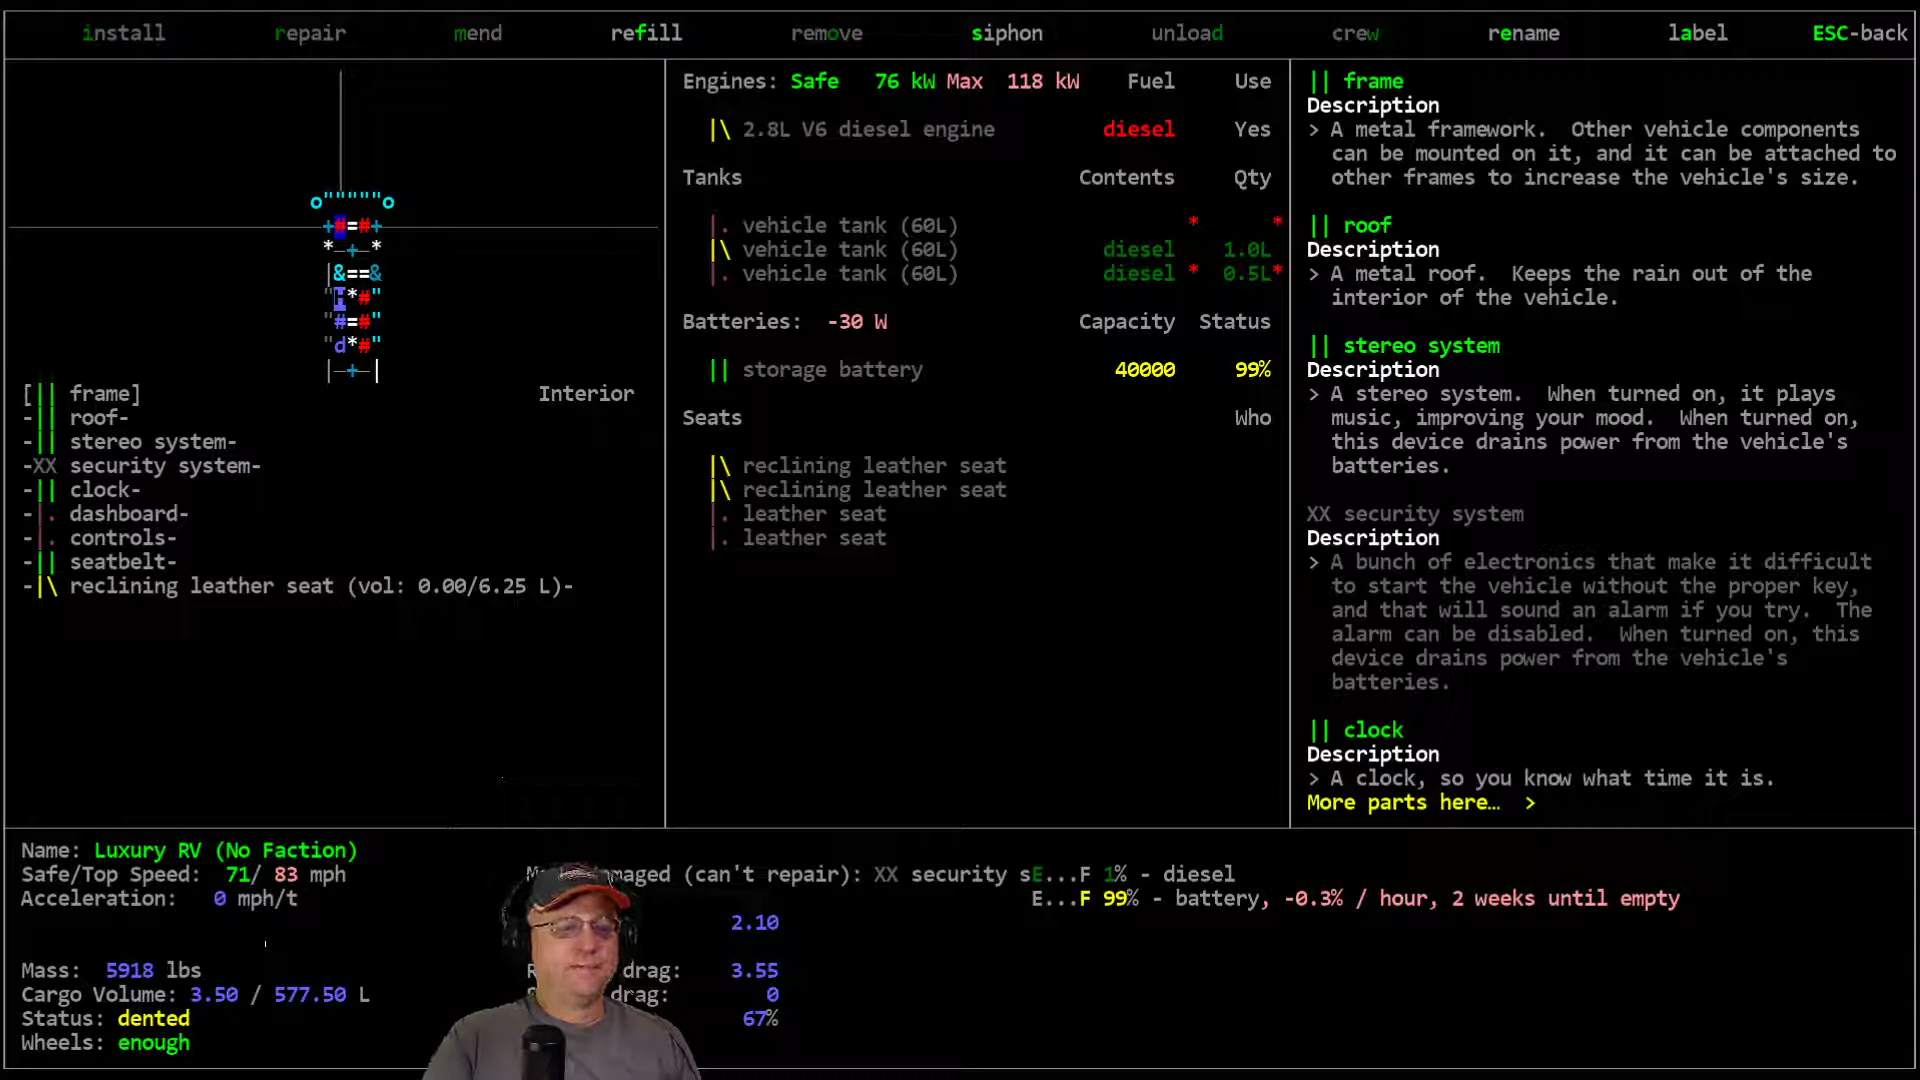 install repair mend refill remove siphon unload crew rename label ESC-back
o"""""o
+#=#+
*—+—*
|&==&
"*#"
"#=#"
"d*#"
|—+—|
[|| frame] Interior
-|| roof-
-|| stereo system-
-XX security system-
-|| clock-
-|. dashboard-
-|. controls-
-|| seatbelt-
-|\ reclining leather seat (vol: 0.00/6.25 L)-
Engines: Safe 76 kW Max 118 kW Fuel Use
|\ 2.8L V6 diesel engine diesel Yes
Tanks Contents Qty
|. vehicle tank (60L) * *
|\ vehicle tank (60L) diesel 1.0L
|. vehicle tank (60L) diesel * 0.5L*
Batteries: -30 W Capacity Status
|| storage battery 40000 99%
Seats Who
|\ reclining leather seat
|\ reclining leather seat
|. leather seat
|. leather seat
|| frame
Description
> A metal framework. Other vehicle components
can be mounted on it, and it can be attached to
other frames to increase the vehicle's size.
|| roof
Description
> A metal roof. Keeps the rain out of the
interior of the vehicle.
|| stereo system
Description
> A stereo system. When turned on, it plays
music, improving your mood. When turned on,
this device drains power from the vehicle's
batteries.
XX security system
Description
> A bunch of electronics that make it difficult
to start the vehicle without the proper key,
and that will sound an alarm if you try. The
alarm can be disabled. When turned on, this
device drains power from the vehicle's
batteries.
|| clock
Description
> A clock, so you know what time it is.
More parts here… >
Name: Luxury RV (No Faction)
Safe/Top Speed: 71/ 83 mph
Acceleration: 0 mph/t
Mass: 5918 lbs
Cargo Volume: 3.50 / 577.50 L
Status: dented
Wheels: enough
maged (can't repair): XX security sE...F 1% - diesel
E...F 99% - battery, -0.3% / hour, 2 weeks until empty
2.10
drag: 3.55
drag: 0
67%